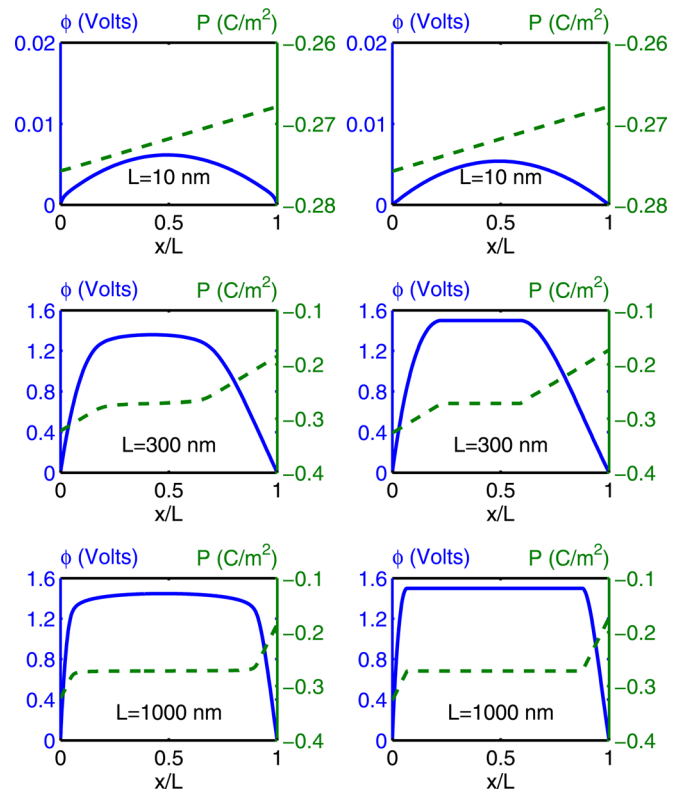 ϕ (Volts) P (C/m²) ϕ (Volts) P (C/m²)
0.02 −0.26 0.02 −0.26
0.01 −0.27 0.01 −0.27
L=10 nm L=10 nm
0 −0.28 0 −0.28
0 0.5 1 0 0.5 1
x/L x/L
ϕ (Volts) P (C/m²) ϕ (Volts) P (C/m²)
1.6 −0.1 1.6 −0.1
1.2 −0.2 1.2 −0.2
0.8 −0.3 0.8 −0.3
0.4 L=300 nm 0.4 L=300 nm
0 −0.4 0 −0.4
0 0.5 1 0 0.5 1
x/L x/L
ϕ (Volts) P (C/m²) ϕ (Volts) P (C/m²)
1.6 −0.1 1.6 −0.1
1.2 −0.2 1.2 −0.2
0.8 −0.3 0.8 −0.3
0.4 L=1000 nm 0.4 L=1000 nm
0 −0.4 0 −0.4
0 0.5 1 0 0.5 1
x/L x/L